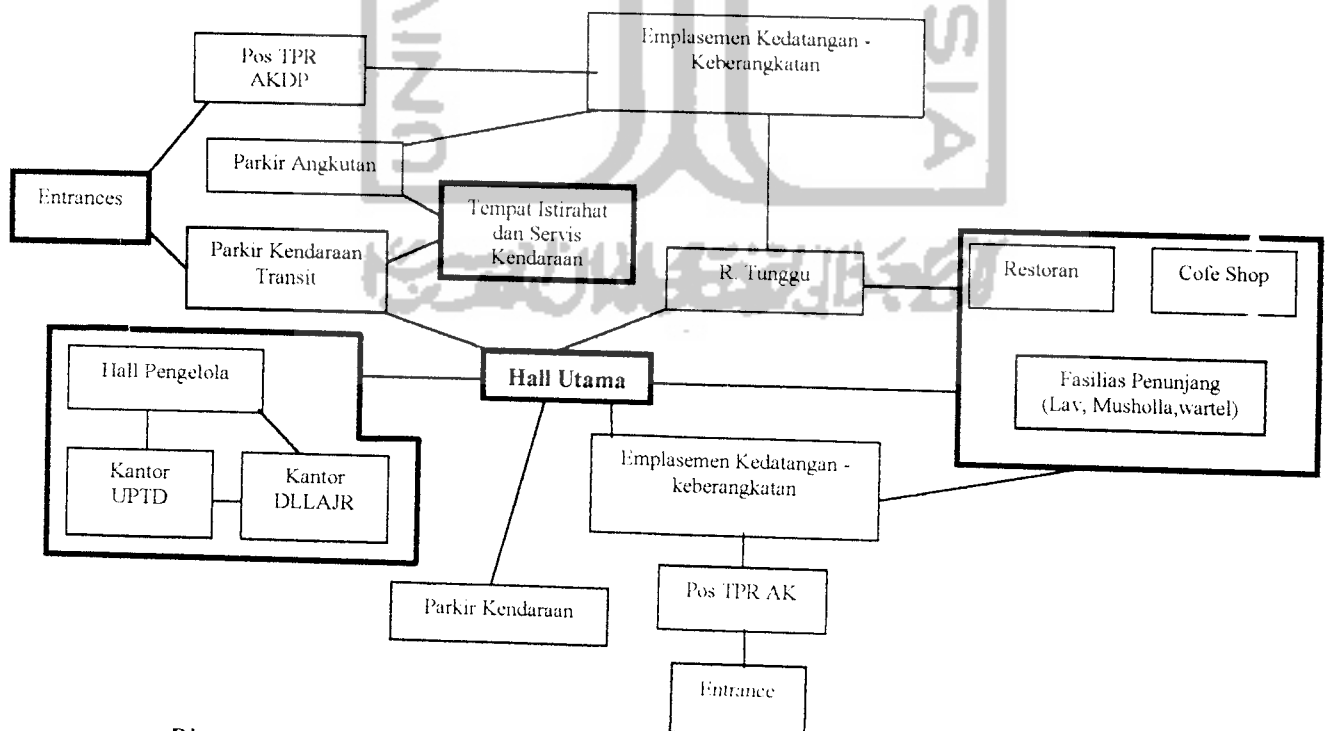 Emplasemen Kedatangan -
Keberangkatan
Pos TPR
AKDP
Parkir Angkutan
Entrances
Tempat Istirahat
dan Servis
Kendaraan
Parkir Kendaraan
Transit
R. Tunggu
Restoran
Cofe Shop
Hall Pengelola
Hall Utama
Fasilias Penunjang
(Lav, Musholla,wartel)
Kantor
UPTD
Kantor
DLLAJR
Emplasemen Kedatangan -
keberangkatan
Parkir Kendaraan
Pos TPR AK
Entrance